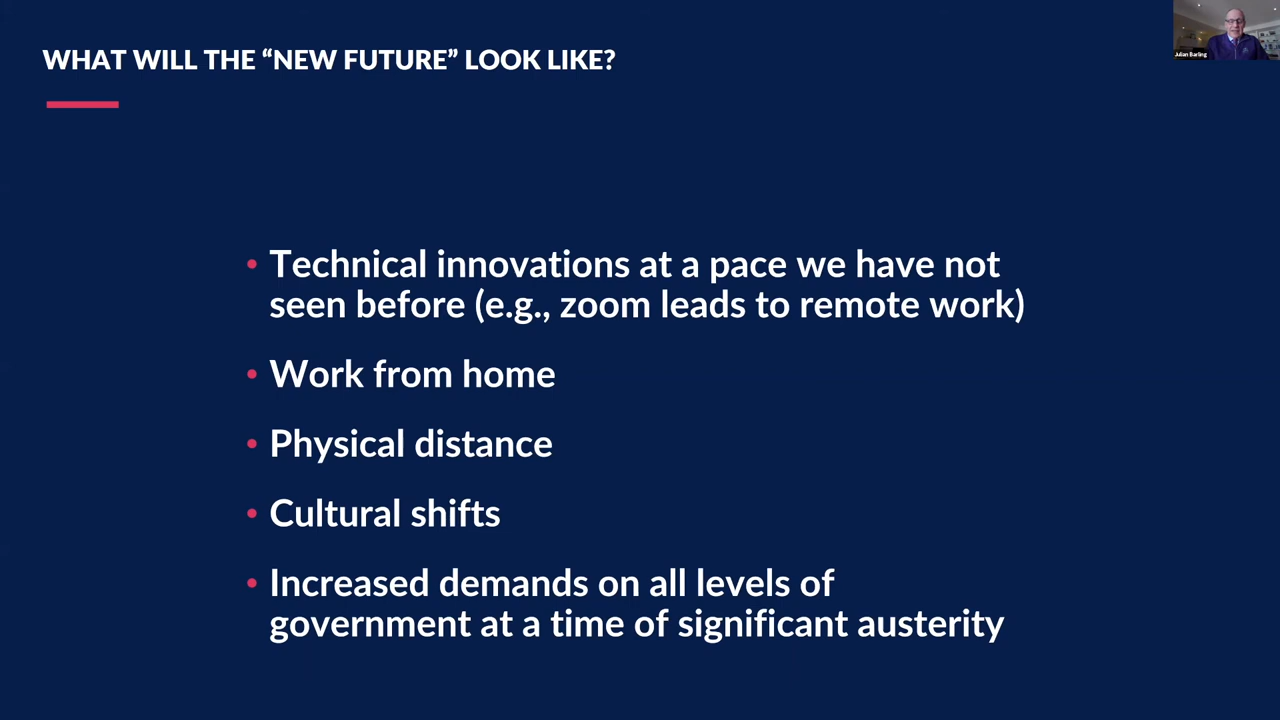 WHAT WILL THE “NEW FUTURE” LOOK LIKE?
Julian Barling
• Technical innovations at a pace we have not
seen before (e.g., zoom leads to remote work)
• Work from home
• Physical distance
• Cultural shifts
• Increased demands on all levels of
government at a time of significant austerity